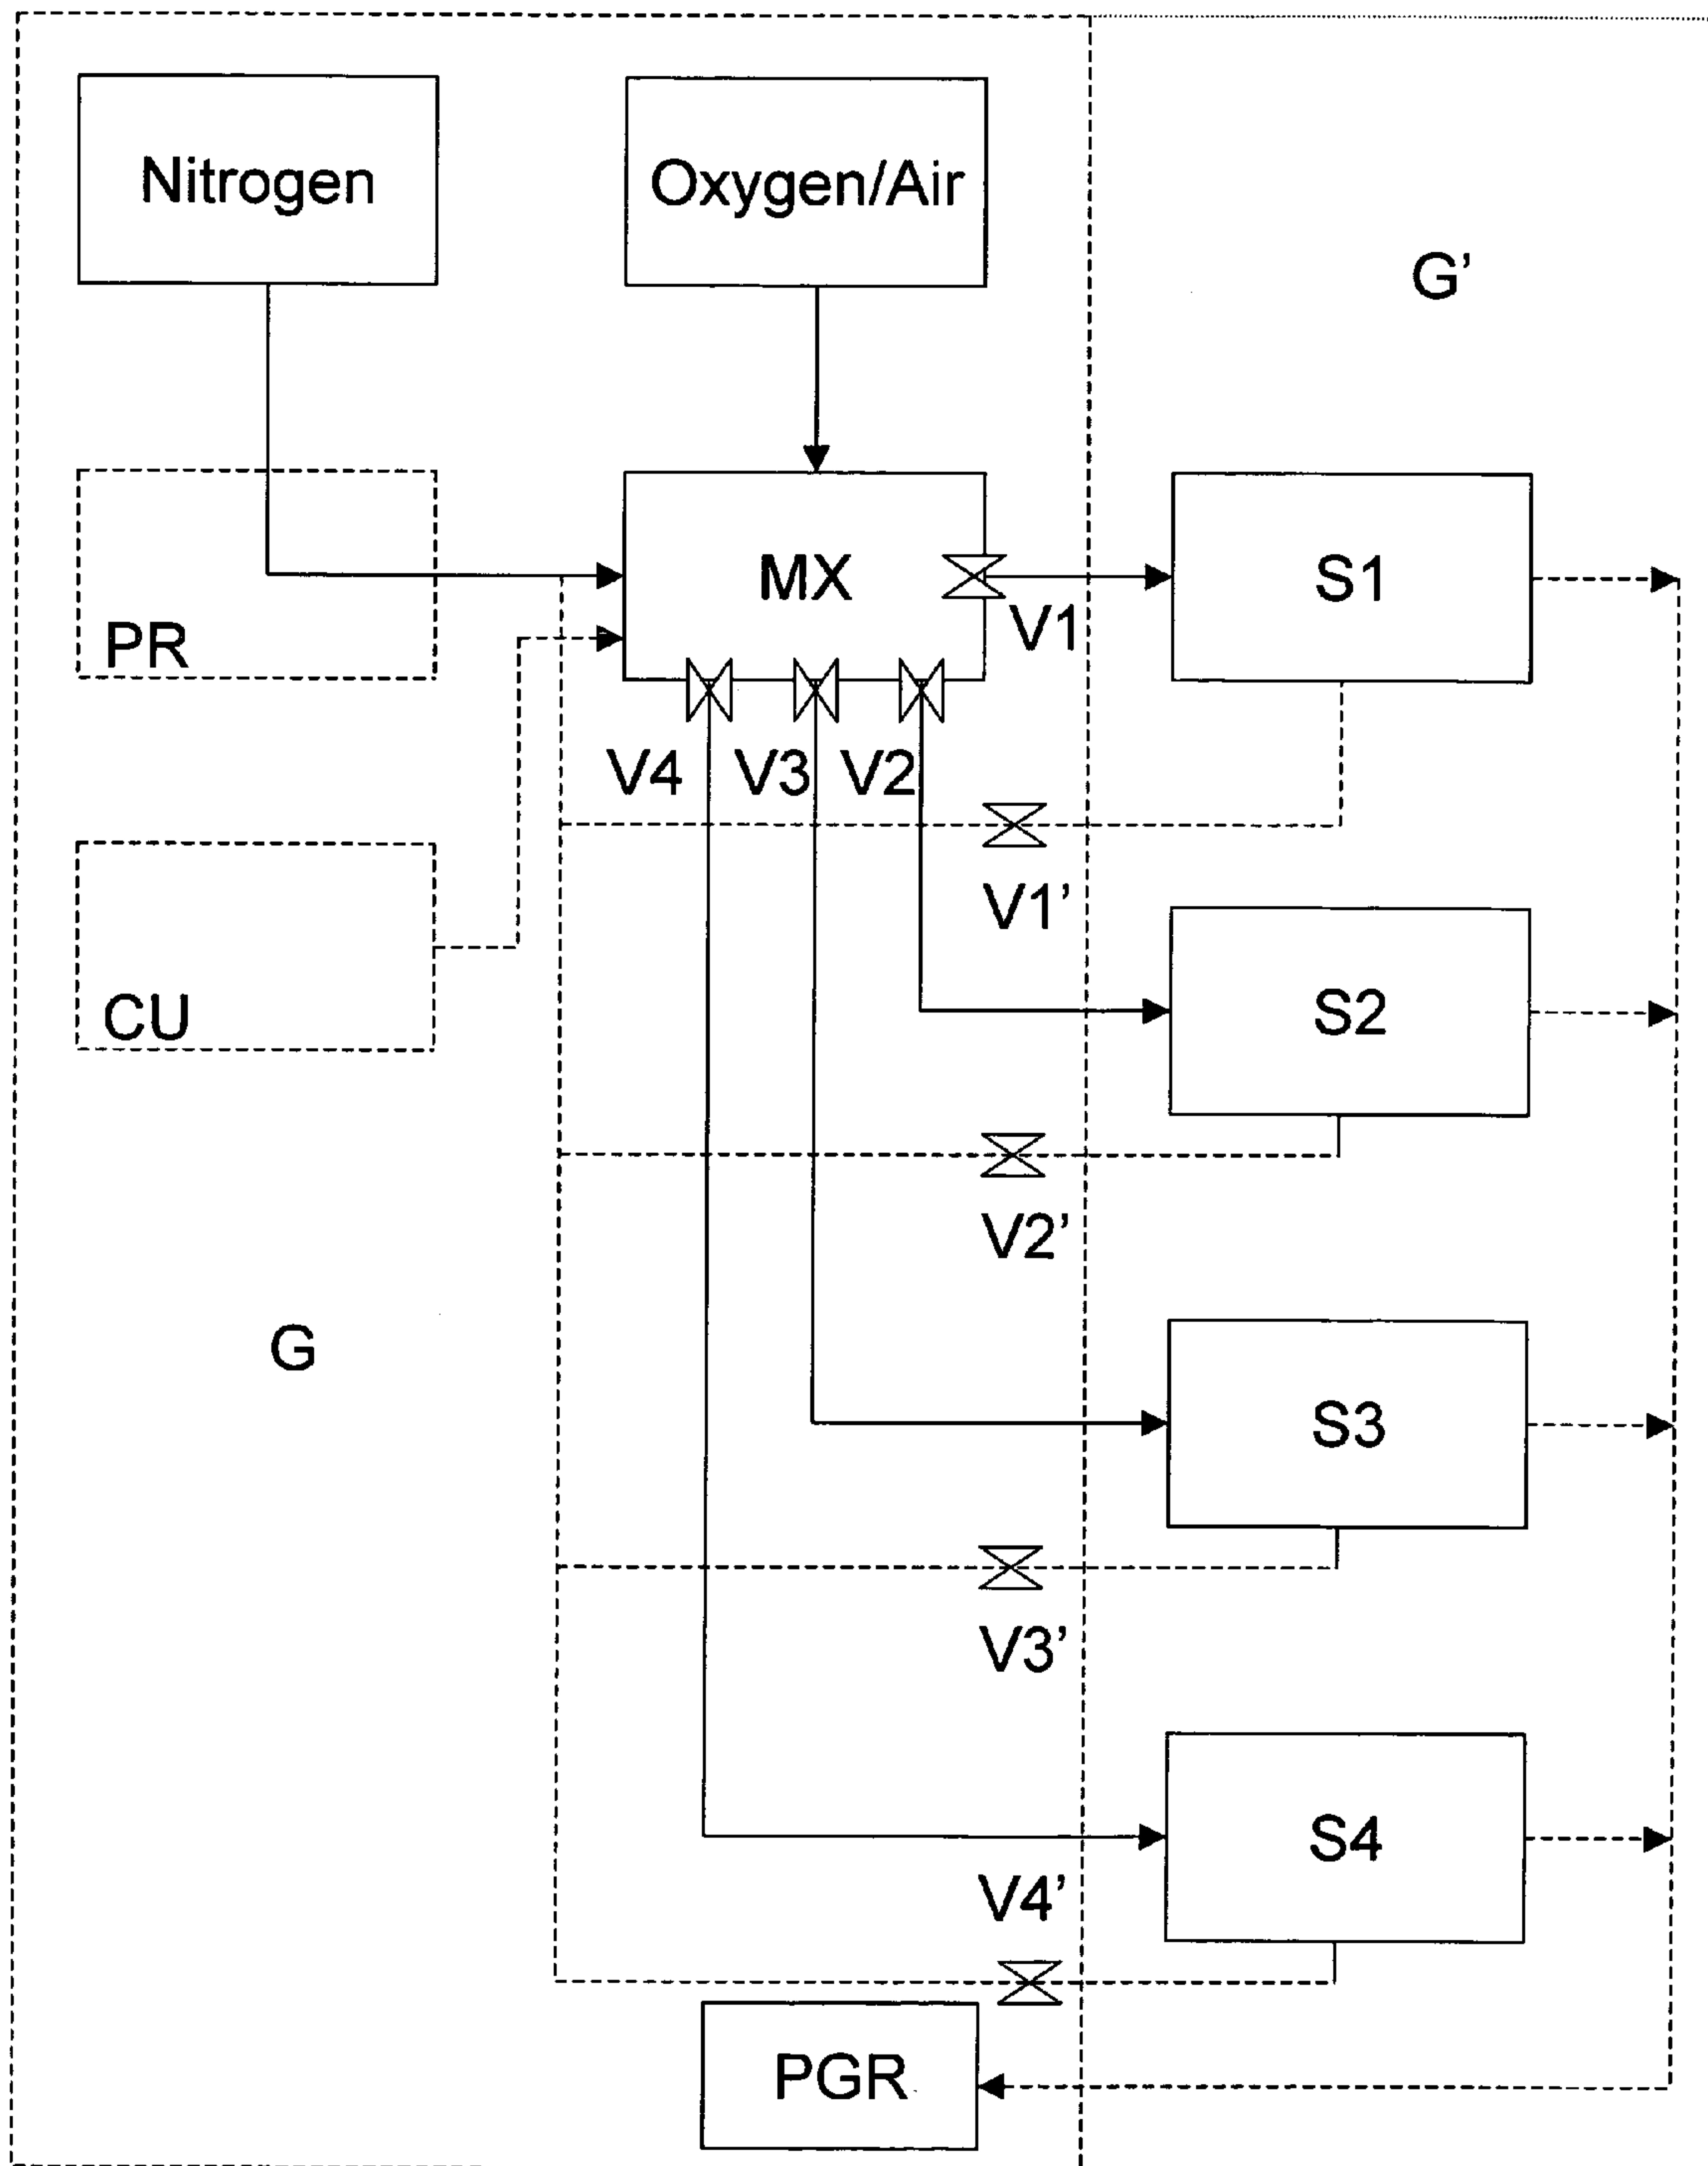 Nitrogen
Oxygen/Air
G’
MX
S1
V1
PR
V4
V3
V2
V1’
CU
S2
V2’
G
S3
V3’
S4
V4’
PGR